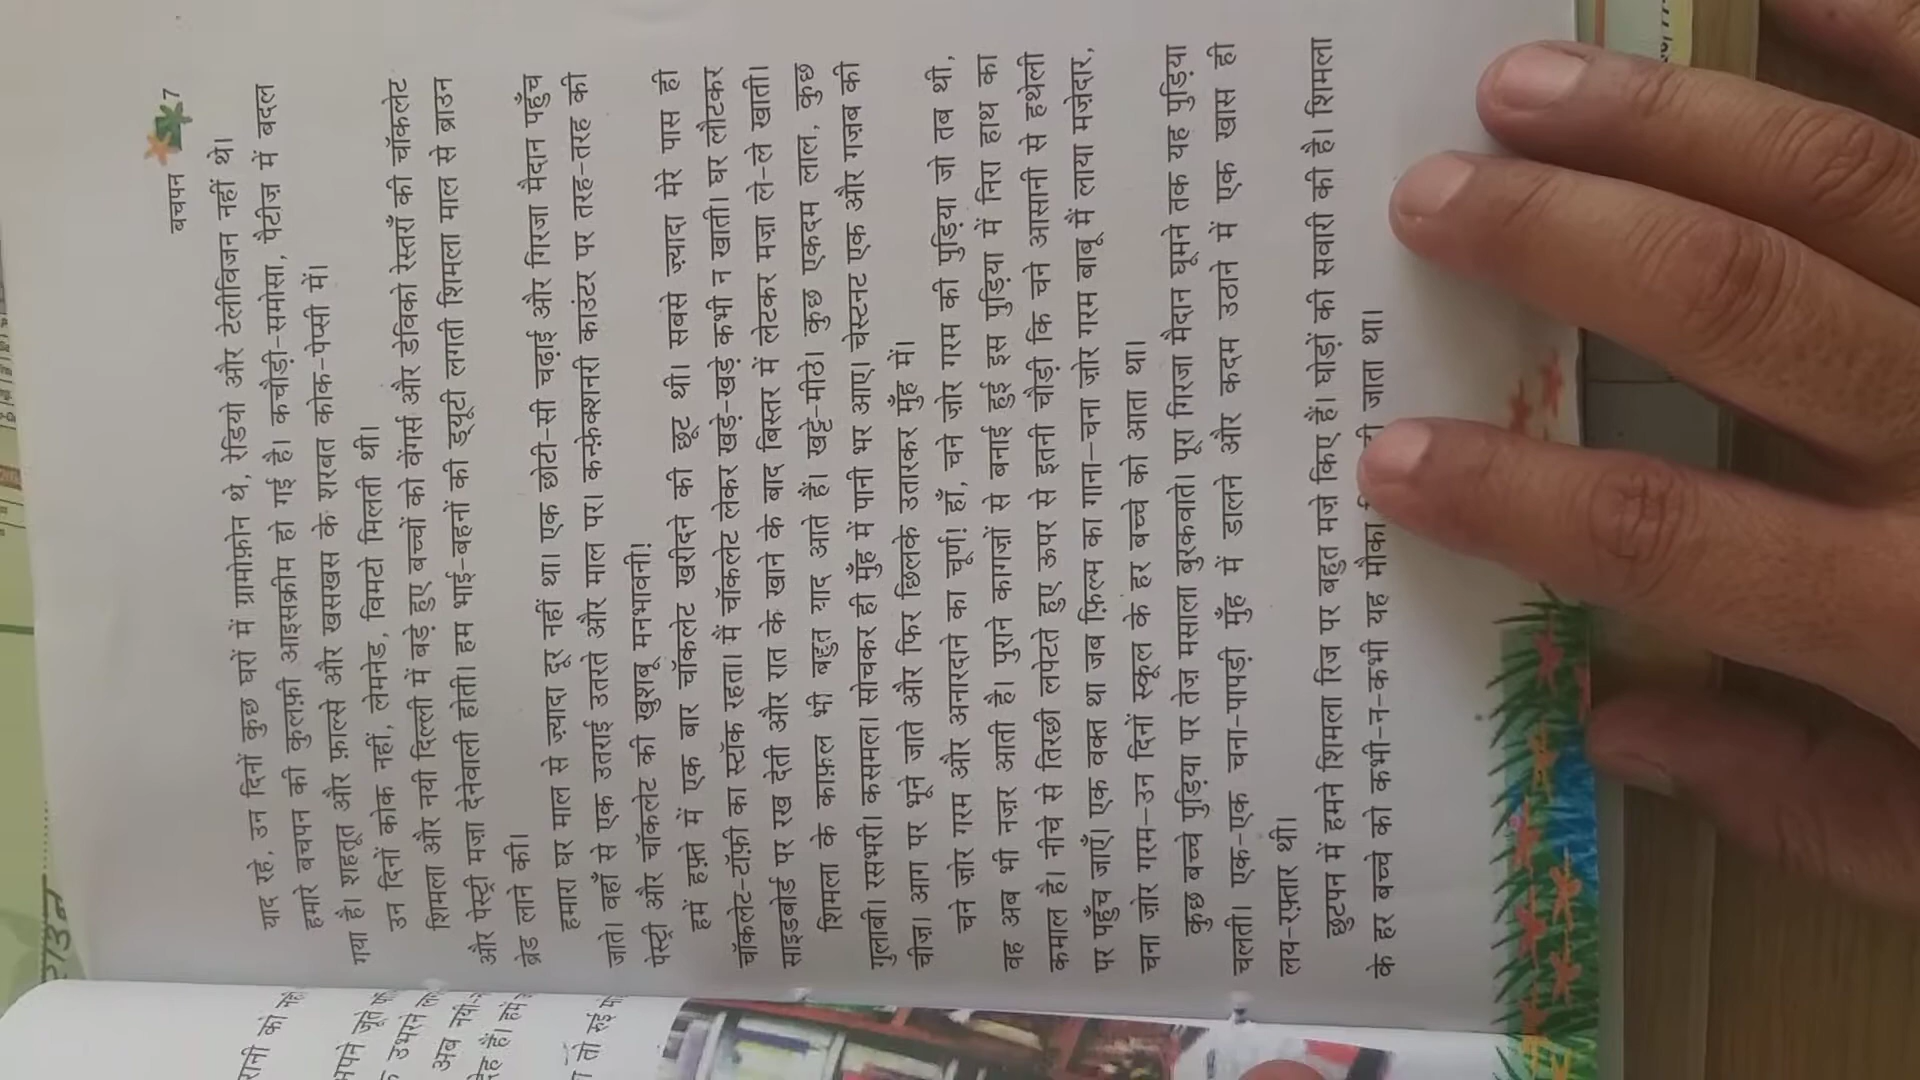 बचपन 7
याद रहे, उन दिनों कुछ घरों में ग्रामोफ़ोन थे, रेडियो और टेलीविजन नहीं थे।
हमारे बचपन की कुलफ़ी आइसक्रीम हो गई है। कचौड़ी-समोसा, पैटीज़ में बदल
गया है। शहतूत और फ़ाल्से और खसखस के शरबत कोक-पेप्सी में।
उन दिनों कोक नहीं, लेमनेड, विमटो मिलती थी।
शिमला और नयी दिल्ली में बड़े हुए बच्चों को वेंगर्स और डेविको रेस्तराँ की चॉकलेट
और पेस्ट्री मज़ा देनेवाली होती। हम भाई-बहनों की ड्यूटी लगती शिमला माल से ब्राउन
ब्रेड लाने की।
हमारा घर माल से ज़्यादा दूर नहीं था। एक छोटी-सी चढ़ाई और गिरजा मैदान पहुँच
जाते। वहाँ से एक उतराई उतरते और माल पर। कन्फ़ेक्शनरी काउंटर पर तरह-तरह की
पेस्ट्री और चॉकलेट की खुशबू मनभावनी!
हमें हफ़्ते में एक बार चॉकलेट खरीदने की छूट थी। सबसे ज़्यादा मेरे पास ही
चॉकलेट-टॉफ़ी का स्टॉक रहता। मैं चॉकलेट लेकर खड़े-खड़े कभी न खाती। घर लौटकर
साइडबोर्ड पर रख देती और रात के खाने के बाद बिस्तर में लेटकर मज़ा ले-ले खाती।
शिमला के काफ़ल भी बहुत याद आते हैं। खट्टे-मीठे। कुछ एकदम लाल, कुछ
गुलाबी। रसभरी। कसमल। सोचकर ही मुँह में पानी भर आए। चेस्टनट एक और गज़ब की
चीज़। आग पर भूने जाते और फिर छिलके उतारकर मुँह में।
चने ज़ोर गरम और अनारदाने का चूर्ण! हाँ, चने ज़ोर गरम की पुड़िया जो तब थी,
वह अब भी नज़र आती है। पुराने कागज़ों से बनाई हुई इस पुड़िया में निरा हाथ का
कमाल है। नीचे से तिरछी लपेटते हुए ऊपर से इतनी चौड़ी कि चने आसानी से हथेली
पर पहुँच जाएँ। एक वक्त था जब फ़िल्म का गाना-चना ज़ोर गरम बाबू मैं लाया मज़ेदार,
चना ज़ोर गरम-उन दिनों स्कूल के हर बच्चे को आता था।
कुछ बच्चे पुड़िया पर तेज़ मसाला बुरकवाते। पूरा गिरजा मैदान घूमने तक यह पुड़िया
चलती। एक-एक चना-पापड़ी मुँह में डालने और कदम उठाने में एक खास ही
लय-रफ़्तार थी।
छुटपन में हमने शिमला रिज पर बहुत मज़े किए हैं। घोड़ों की सवारी की है। शिमला
के हर बच्चे को कभी-न-कभी यह मौका जाता था।